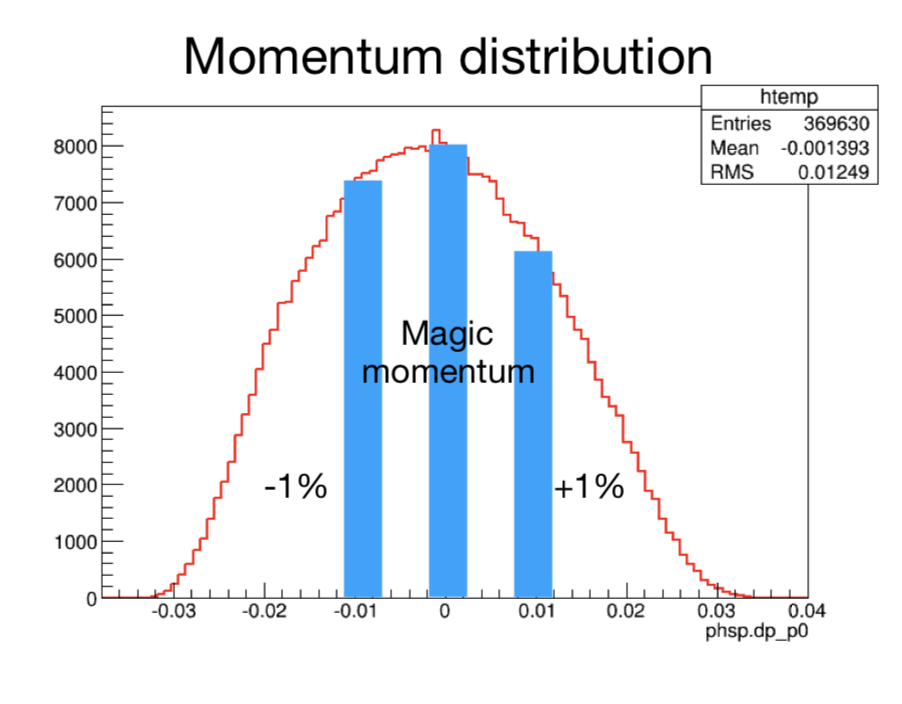 Momentum distribution
htemp
Entries 369630
Mean -0.001393
RMS 0.01249
8000
7000
6000
5000
4000
3000
2000
1000
0
Magic
momentum
-1%
+1%
-0.03 -0.02 -0.01 0 0.01 0.02 0.03 0.04
phsp.dp_p0